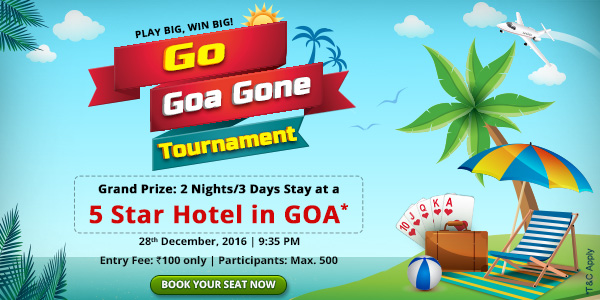 PLAY BIG, WIN BIG!
Go
Goa Gone
Tournament
Grand Prize: 2 Nights/3 Days Stay at a
5 Star Hotel in GOA*
28th December, 2016 | 9:35 PM
Entry Fee: ₹100 only | Participants: Max. 500
BOOK YOUR SEAT NOW
10 J Q K A
*T&C Apply